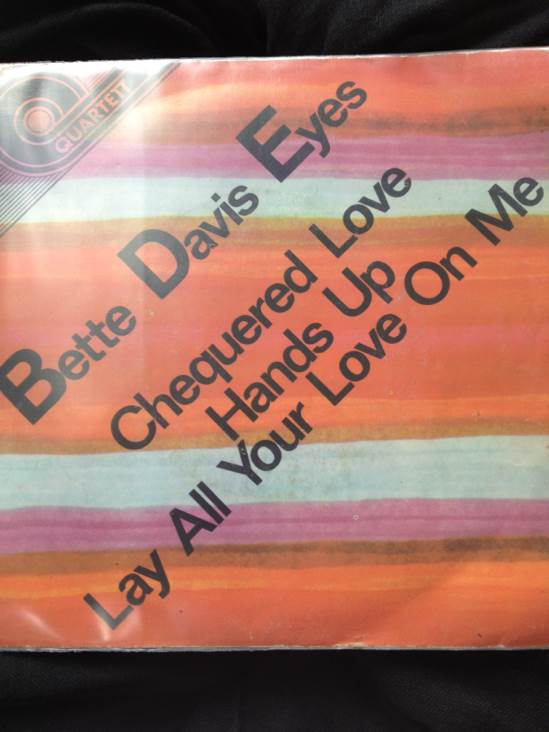 QUARTETT
Bette Davis Eyes
Chequered Love
Hands Up
Lay All Your Love On Me